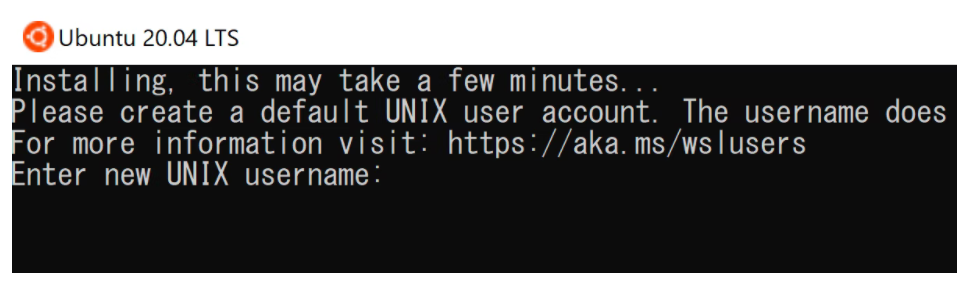 Ubuntu 20.04 LTS
Installing, this may take a few minutes...
Please create a default UNIX user account. The username does
For more information visit: https://aka.ms/wslusers
Enter new UNIX username: